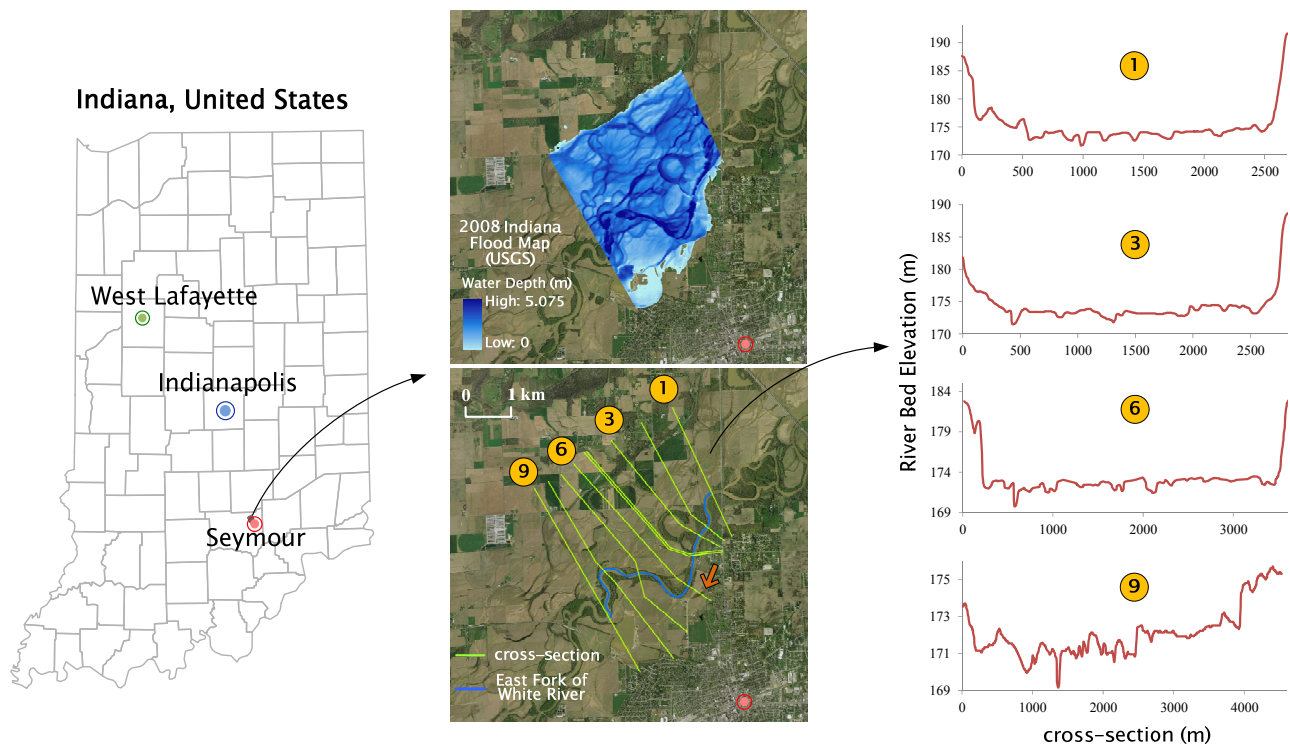 Indiana, United States
West Lafayette
Indianapolis
Seymour
2008 Indiana
Flood Map
(USGS)
Water Depth (m)
High: 5.075
Low: 0
0 1 km
1
3
6
9
cross-section
East Fork of
White River
River Bed Elevation (m)
190
185
180
175
170
1
0 500 1000 1500 2000 2500
190
185
180
175
170
3
0 500 1000 1500 2000 2500
184
179
174
169
6
0 1000 2000 3000
175
173
171
169
9
0 1000 2000 3000 4000
cross-section (m)